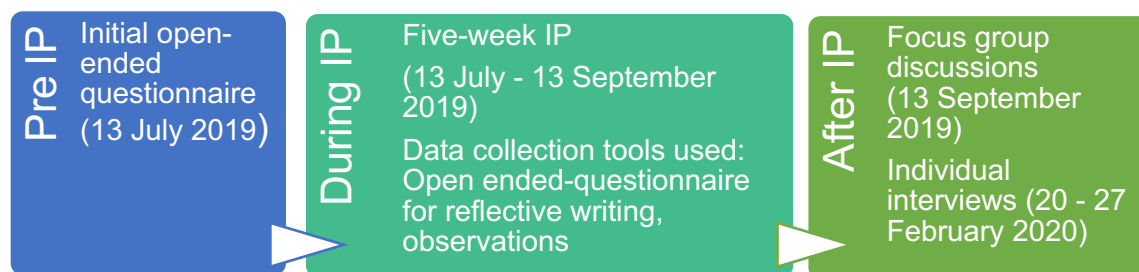 Pre IP
Initial open-
ended
questionnaire
(13 July 2019)
During IP
Five-week IP
(13 July - 13 September
2019)
Data collection tools used:
Open ended-questionnaire
for reflective writing,
observations
After IP
Focus group
discussions
(13 September
2019)
Individual
interviews (20 - 27
February 2020)